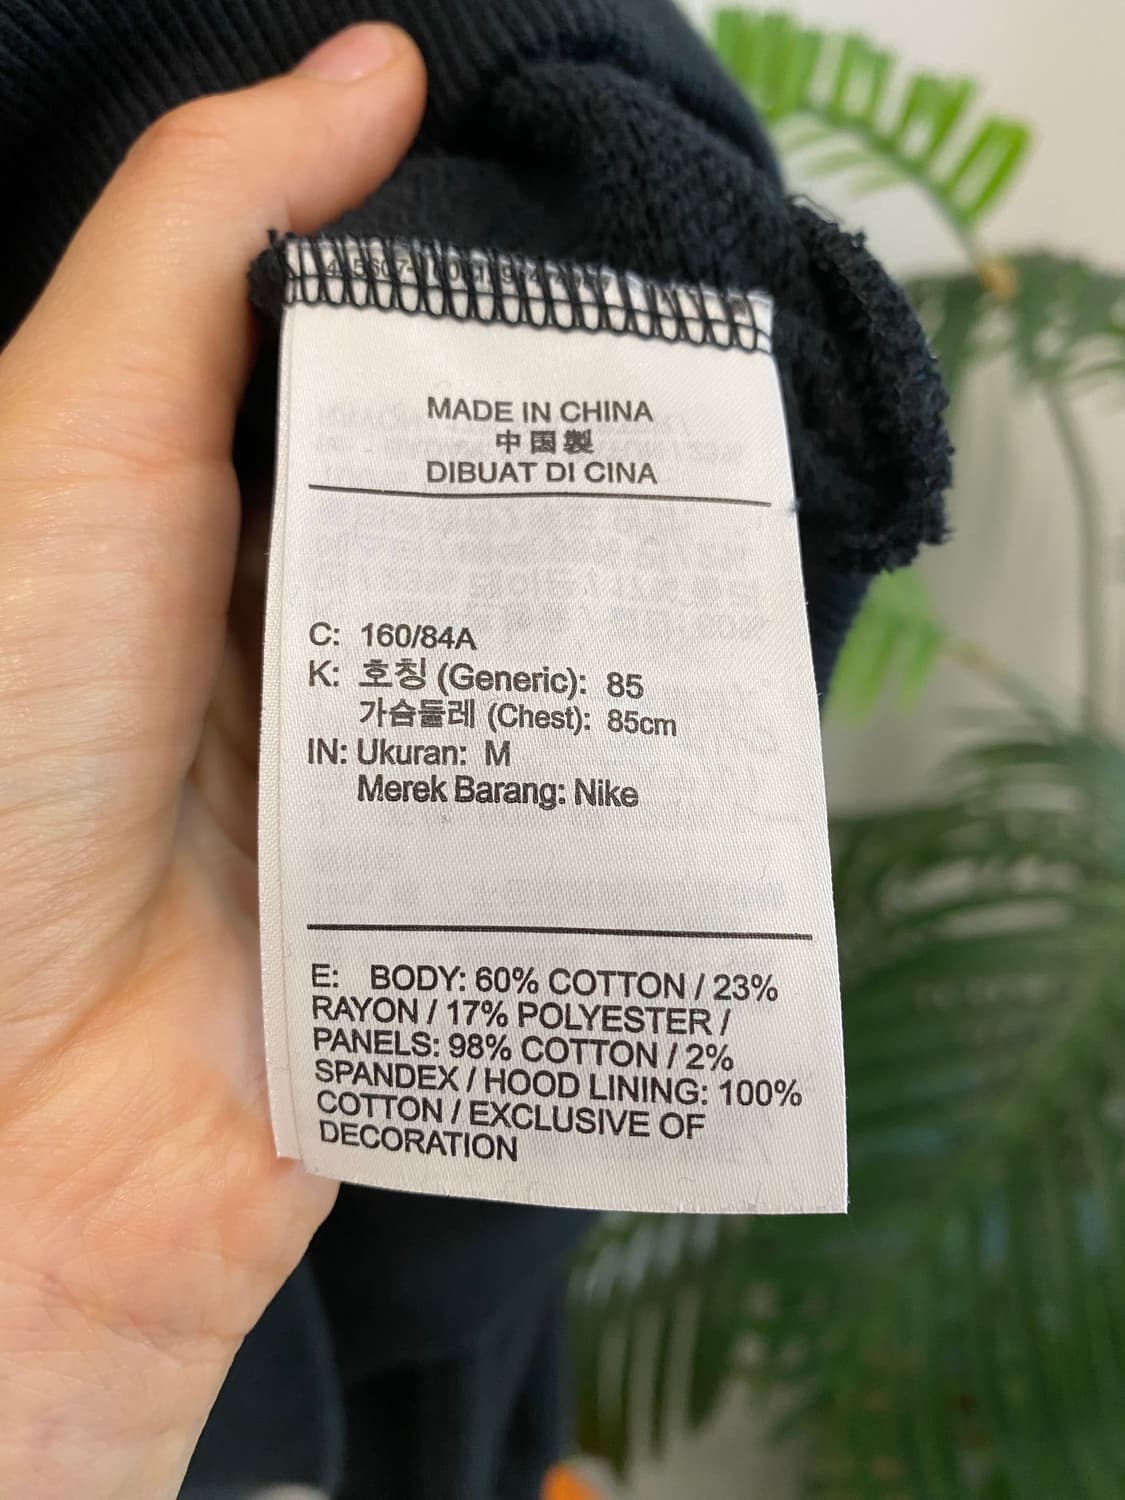 MADE IN CHINA
中国製
DIBUAT DI CINA
C: 160/84A
K: 호칭 (Generic): 85
가슴둘레 (Chest): 85cm
IN: Ukuran: M
Merek Barang: Nike
E: BODY: 60% COTTON / 23%
RAYON / 17% POLYESTER /
PANELS: 98% COTTON / 2%
SPANDEX / HOOD LINING: 100%
COTTON / EXCLUSIVE OF
DECORATION